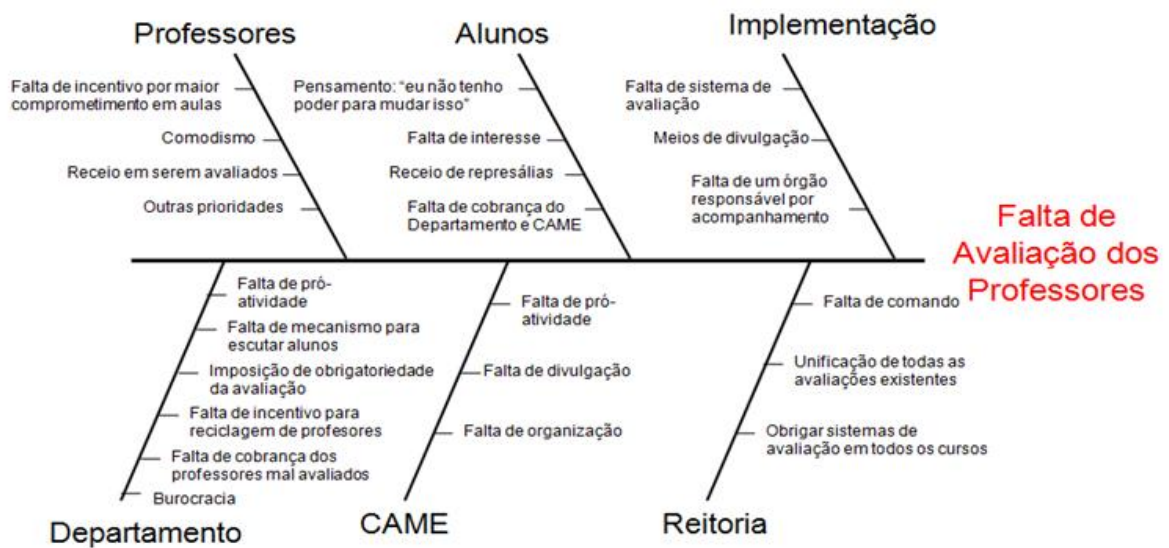 Professores
Falta de incentivo por maior
comprometimento em aulas
Comodismo
Receio em serem avaliados
Outras prioridades
Alunos
Pensamento: “eu não tenho
poder para mudar isso”
Falta de interesse
Receio de represálias
Falta de cobrança do
Departamento e CAME
Implementação
Falta de sistema de
avaliação
Meios de divulgação
Falta de um órgão
responsável por
acompanhamento
Falta de
Avaliação dos
Professores
Falta de pró-
atividade
Falta de mecanismo para
escutar alunos
Imposição de obrigatoriedade
da avaliação
Falta de incentivo para
reciclagem de profesores
Falta de cobrança dos
professores mal avaliados
Burocracia
Departamento
Falta de pró-
atividade
Falta de divulgação
Falta de organização
CAME
Falta de comando
Unificação de todas as
avaliações existentes
Obrigar sistemas de
avaliação em todos os cursos
Reitoria